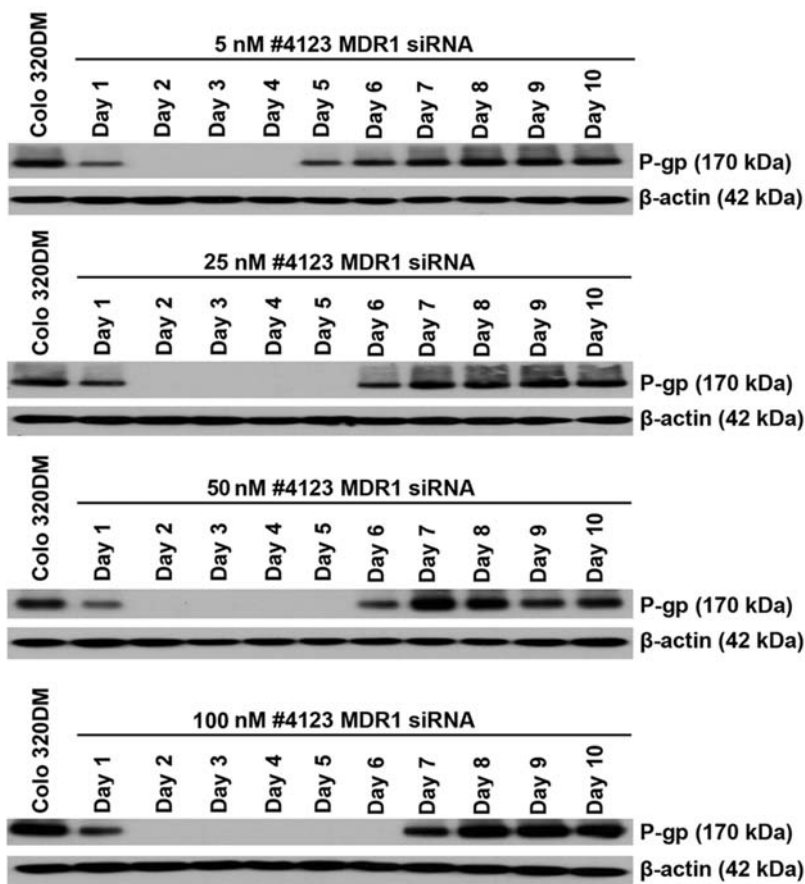 5 nM #4123 MDR1 siRNA
Colo 320DM Day 1 Day 2 Day 3 Day 4 Day 5 Day 6 Day 7 Day 8 Day 9 Day 10
P-gp (170 kDa)
β-actin (42 kDa)
25 nM #4123 MDR1 siRNA
Colo 320DM Day 1 Day 2 Day 3 Day 4 Day 5 Day 6 Day 7 Day 8 Day 9 Day 10
P-gp (170 kDa)
β-actin (42 kDa)
50 nM #4123 MDR1 siRNA
Colo 320DM Day 1 Day 2 Day 3 Day 4 Day 5 Day 6 Day 7 Day 8 Day 9 Day 10
P-gp (170 kDa)
β-actin (42 kDa)
100 nM #4123 MDR1 siRNA
Colo 320DM Day 1 Day 2 Day 3 Day 4 Day 5 Day 6 Day 7 Day 8 Day 9 Day 10
P-gp (170 kDa)
β-actin (42 kDa)